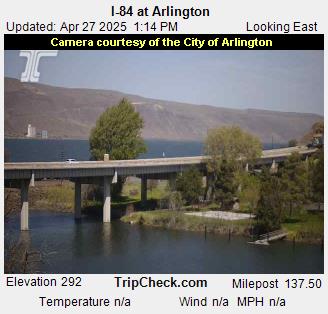 I-84 at Arlington
Updated: Apr 27 2025 1:14 PM Looking East
Camera courtesy of the City of Arlington
Elevation 292 TripCheck.com Milepost 137.50
Temperature n/a Wind n/a MPH n/a